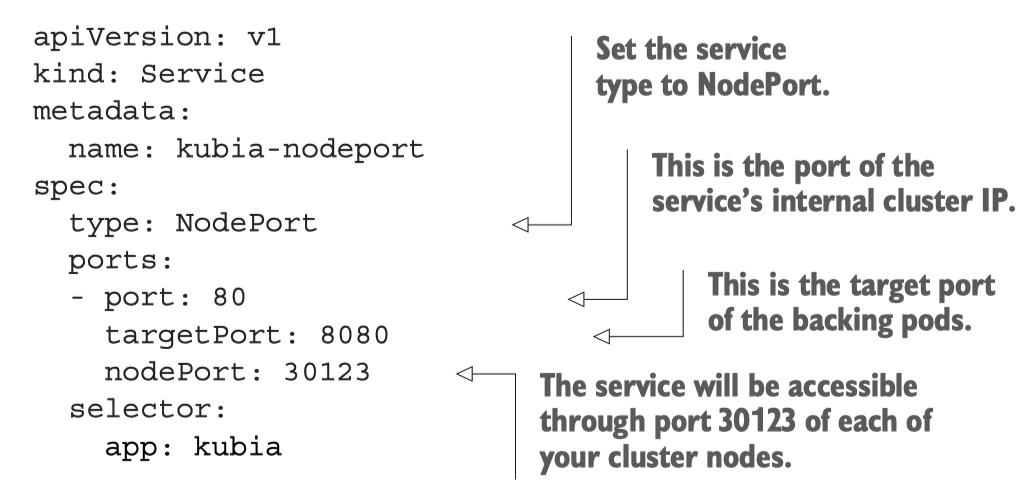 apiVersion: v1
kind: Service
metadata:
  name: kubia-nodeport
spec:
  type: NodePort
  ports:
  - port: 80
    targetPort: 8080
    nodePort: 30123
  selector:
    app: kubia
Set the service
type to NodePort.
This is the port of the
service’s internal cluster IP.
This is the target port
of the backing pods.
The service will be accessible
through port 30123 of each of
your cluster nodes.